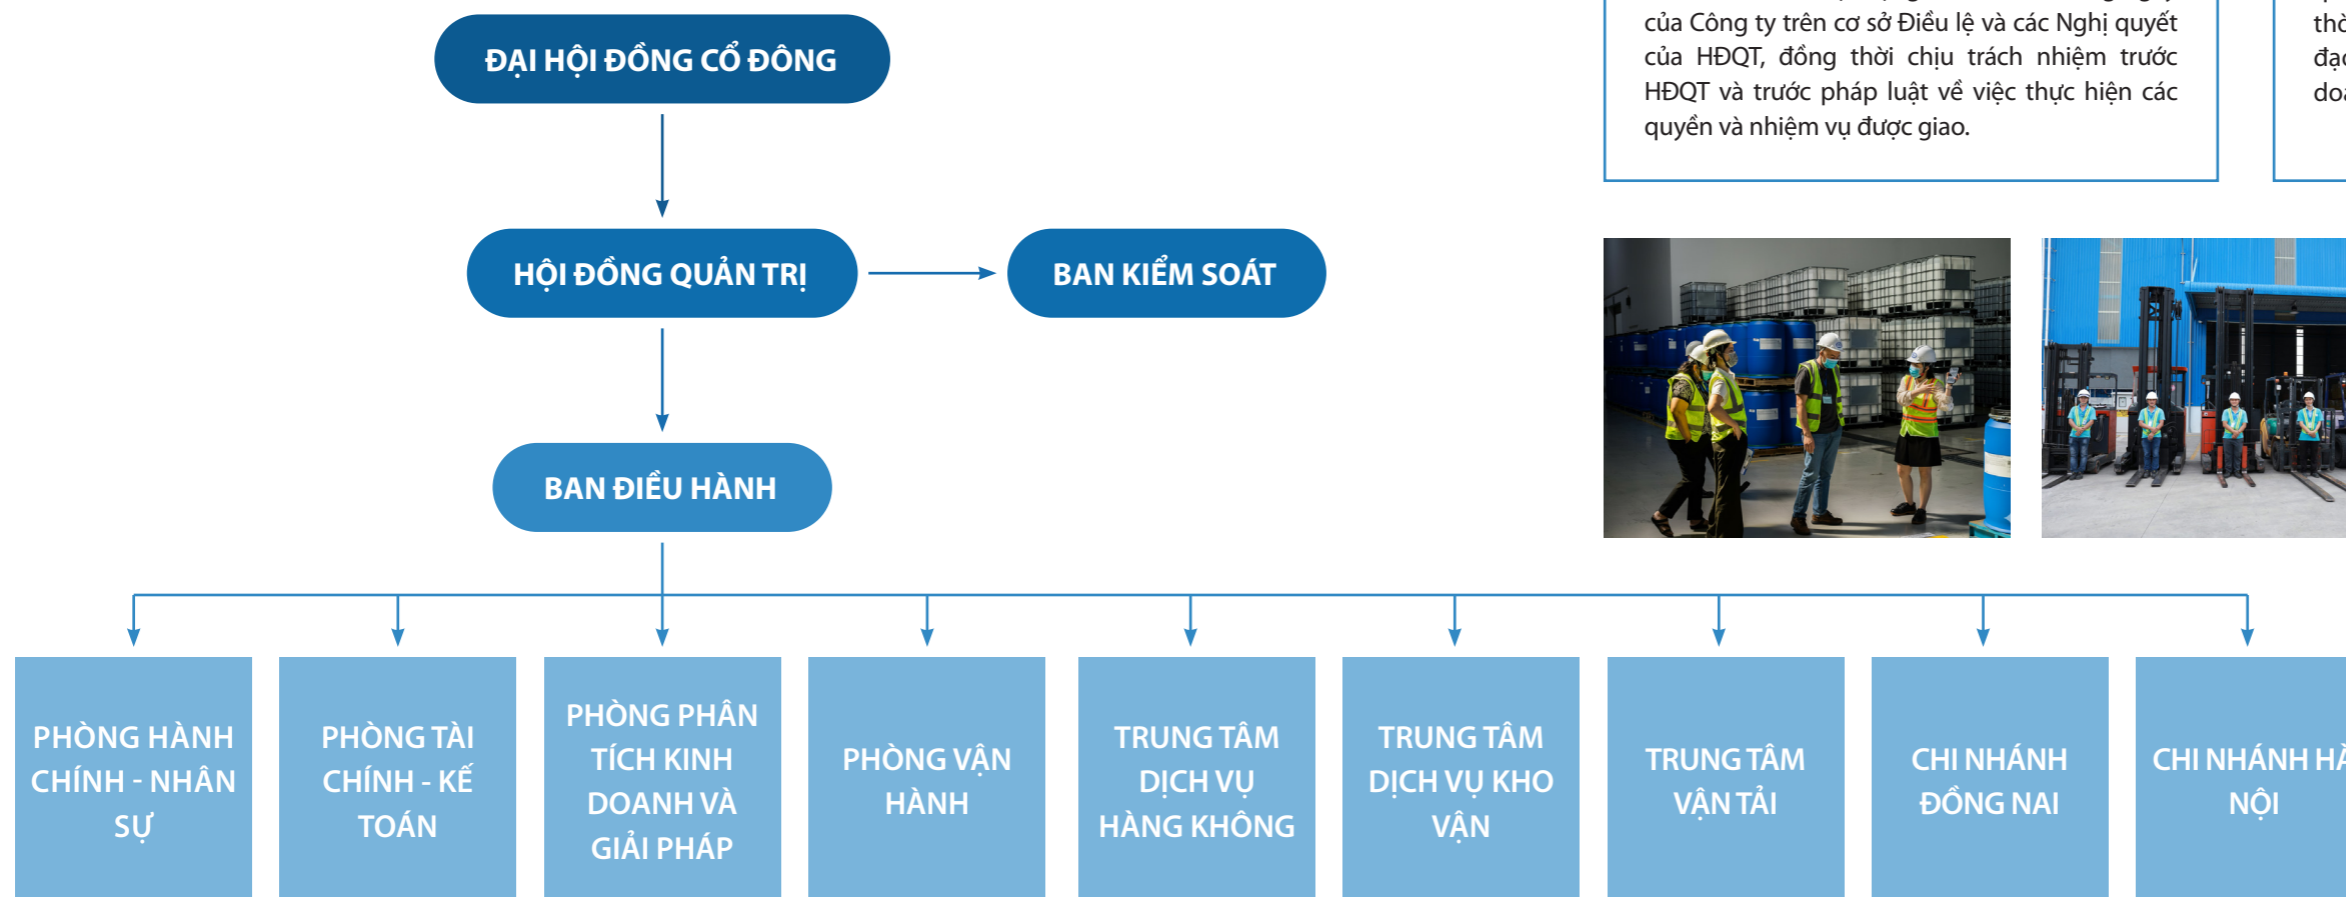 ĐẠI HỘI ĐỒNG CỔ ĐÔNG
HỘI ĐỒNG QUẢN TRỊ
BAN KIỂM SOÁT
BAN ĐIỀU HÀNH
PHÒNG HÀNH
CHÍNH - NHÂN
SỰ
PHÒNG TÀI
CHÍNH - KẾ
TOÁN
PHÒNG PHÂN
TÍCH KINH
DOANH VÀ
GIẢI PHÁP
PHÒNG VẬN
HÀNH
TRUNG TÂM
DỊCH VỤ
HÀNG KHÔNG
TRUNG TÂM
DỊCH VỤ KHO
VẬN
TRUNG TÂM
VẬN TẢI
CHI NHÁNH
ĐỒNG NAI
CHI NHÁNH HÀ
NỘI
của Công ty trên cơ sở Điều lệ và các Nghị quyết
của HĐQT, đồng thời chịu trách nhiệm trước
HĐQT và trước pháp luật về việc thực hiện các
quyền và nhiệm vụ được giao.